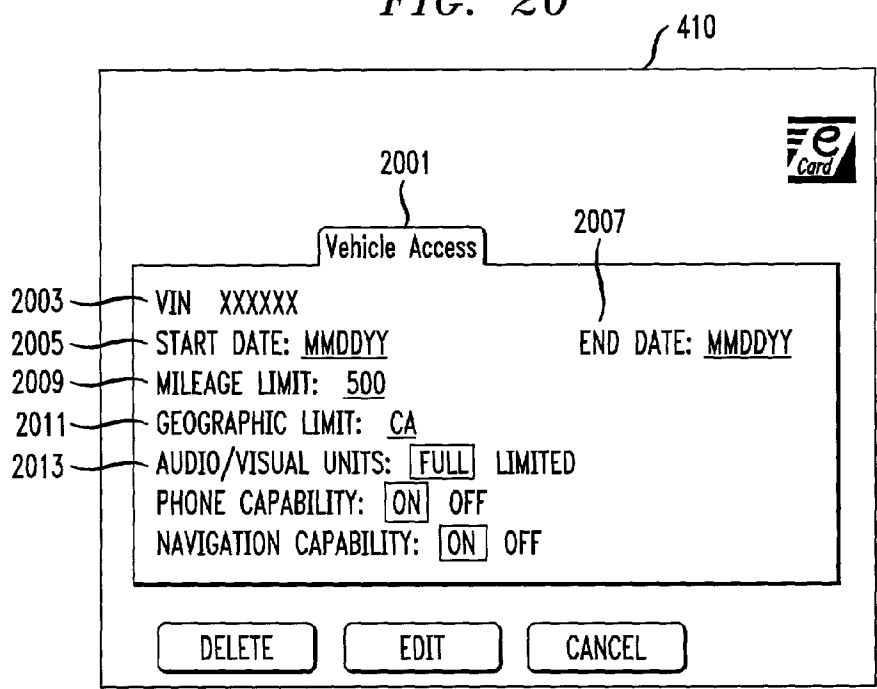 FIG. 20
410
e
Card
2001
2007
Vehicle Access
2003 VIN XXXXXX
2005 START DATE: MMDDYY END DATE: MMDDYY
2009 MILEAGE LIMIT: 500
2011 GEOGRAPHIC LIMIT: CA
2013 AUDIO/VISUAL UNITS: FULL LIMITED
PHONE CAPABILITY: ON OFF
NAVIGATION CAPABILITY: ON OFF
DELETE EDIT CANCEL